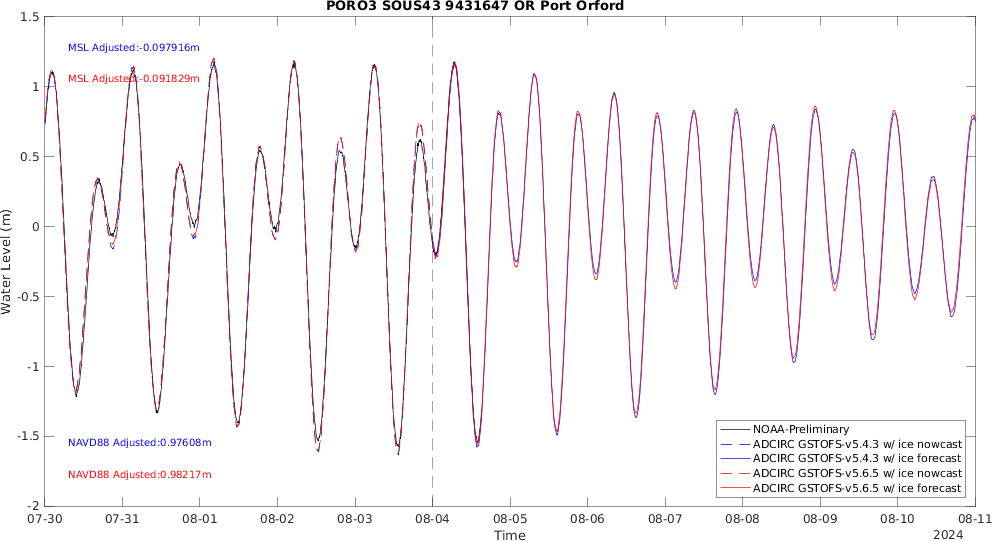 PORO3 SOUS43 9431647 OR Port Orford
1.5
1
0.5
0
-0.5
-1
-1.5
-2
Water Level (m)
MSL Adjusted:-0.097916m
MSL Adjusted:-0.091829m
NAVD88 Adjusted:0.97608m
NAVD88 Adjusted:0.98217m
NOAA-Preliminary
ADCIRC GSTOFS-v5.4.3 w/ ice nowcast
ADCIRC GSTOFS-v5.4.3 w/ ice forecast
ADCIRC GSTOFS-v5.6.5 w/ ice nowcast
ADCIRC GSTOFS-v5.6.5 w/ ice forecast
07-30 07-31 08-01 08-02 08-03 08-04 08-05 08-06 08-07 08-08 08-09 08-10 08-11
Time
2024